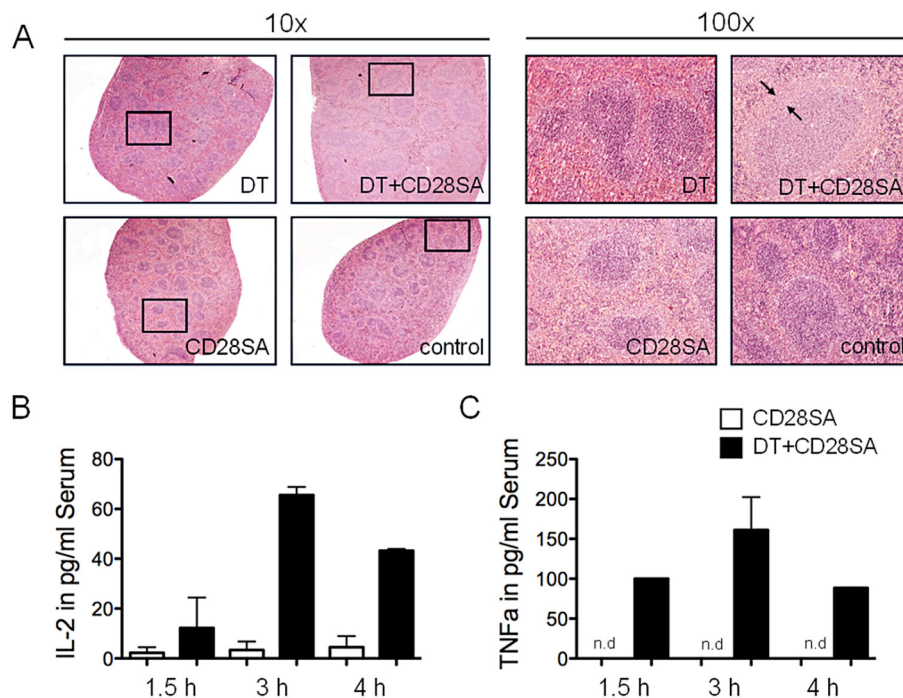 A
10x
100x
DT
DT+CD28SA
DT
DT+CD28SA
CD28SA
control
CD28SA
control
B
IL-2 in pg/ml Serum
80
60
40
20
0
1.5 h
3 h
4 h
C
CD28SA
DT+CD28SA
TNFa in pg/ml Serum
250
200
150
100
50
0
n.d
n.d
n.d
1.5 h
3 h
4 h